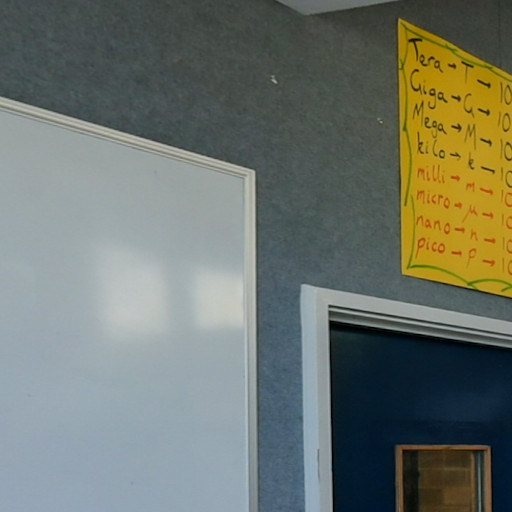 Tera → T → 10
Giga → G → 10
Mega → M → 10
kilo → k → 10
milli → m → 10
micro → μ → 10
nano → n → 10
pico → p → 10